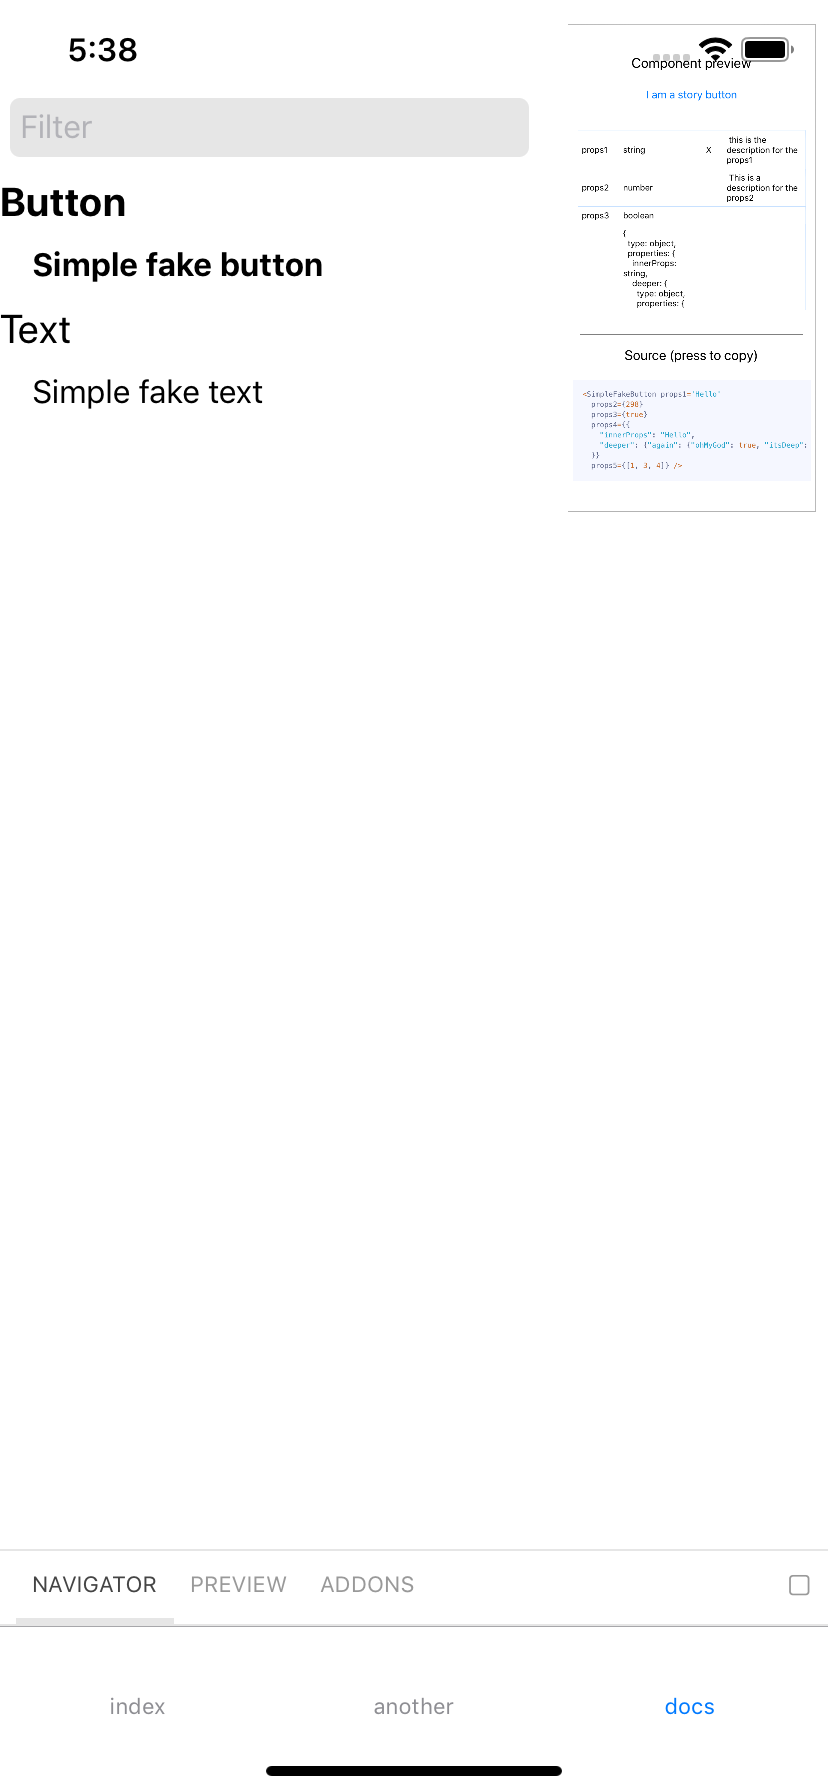 5:38
Filter
Button
Simple fake button
Text
Simple fake text
Component preview
I am a story button
props1 string X this is the
description for the
props1
props2 number This is a
description for the
props2
props3 boolean
{
type: object,
properties: {
innerProps:
string,
deeper: {
type: object,
properties: {
Source (press to copy)
<SimpleFakeButton props1='Hello'
props2={298}
props3={true}
props4={{
"innerProps": "Hello",
"deeper": {"again": {"ohMyGod": true, "itsDeep":
}}
props5={[1, 3, 4]} />
NAVIGATOR PREVIEW ADDONS
index another docs